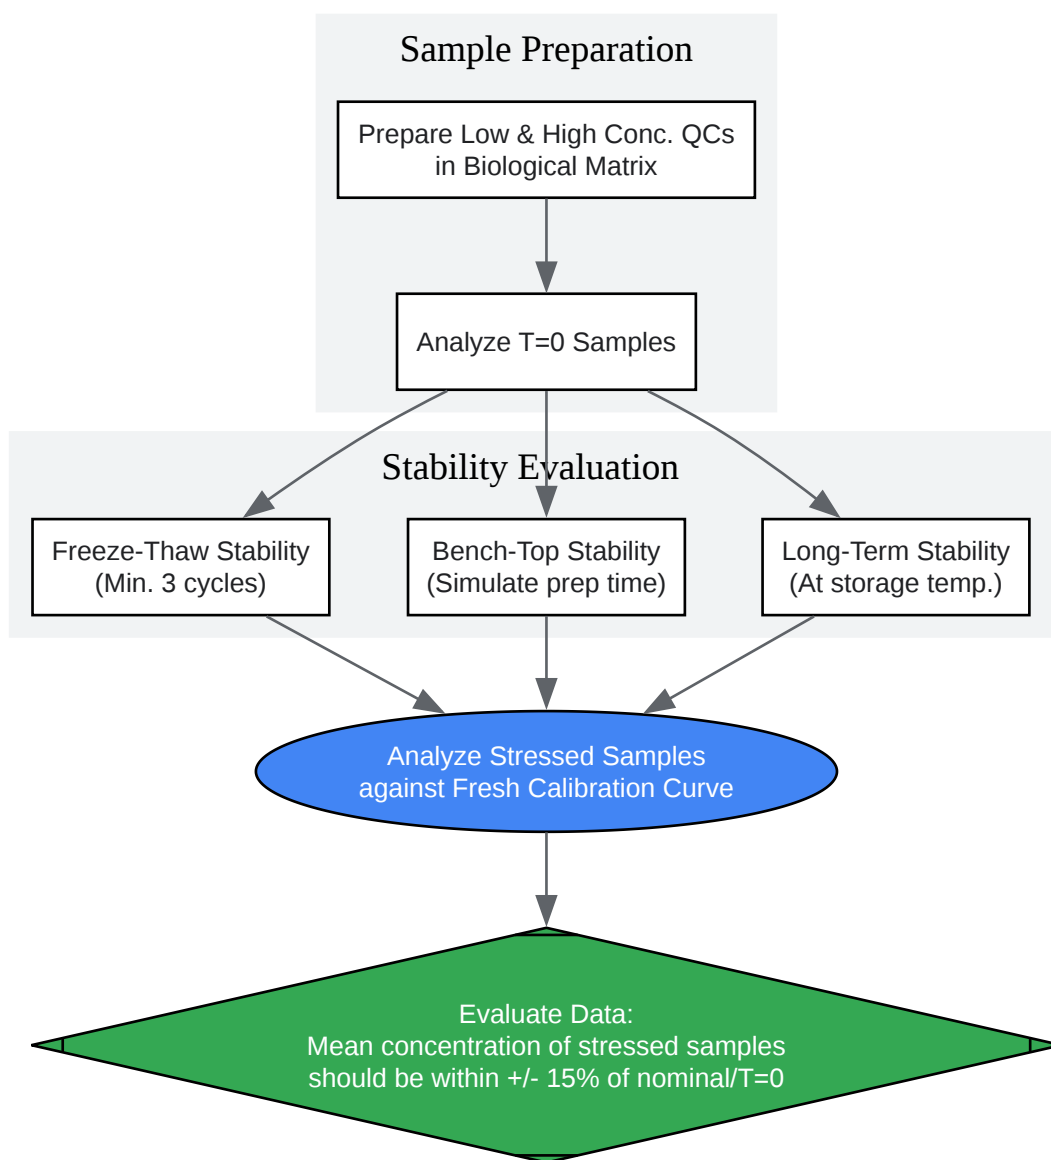 Sample Preparation
Prepare Low & High Conc. QCs
in Biological Matrix
Analyze T=0 Samples
Stability Evaluation
Freeze-Thaw Stability
(Min. 3 cycles)
Bench-Top Stability
(Simulate prep time)
Long-Term Stability
(At storage temp.)
Analyze Stressed Samples
against Fresh Calibration Curve
Evaluate Data:
Mean concentration of stressed samples
should be within +/- 15% of nominal/T=0